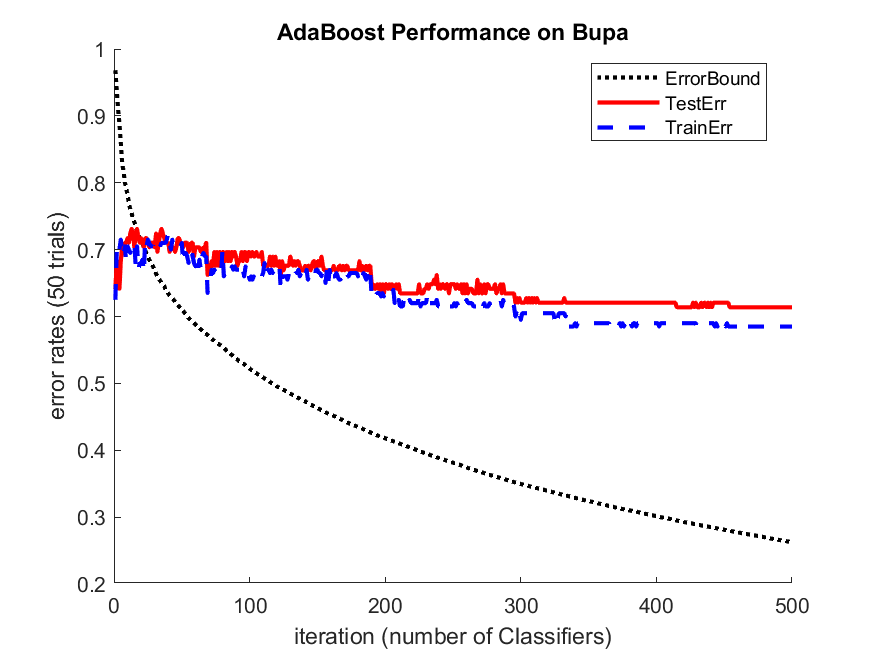 AdaBoost Performance on Bupa
1
0.9
0.8
0.7
0.6
0.5
0.4
0.3
0.2
error rates (50 trials)
ErrorBound
TestErr
TrainErr
0
100
200
300
400
500
iteration (number of Classifiers)